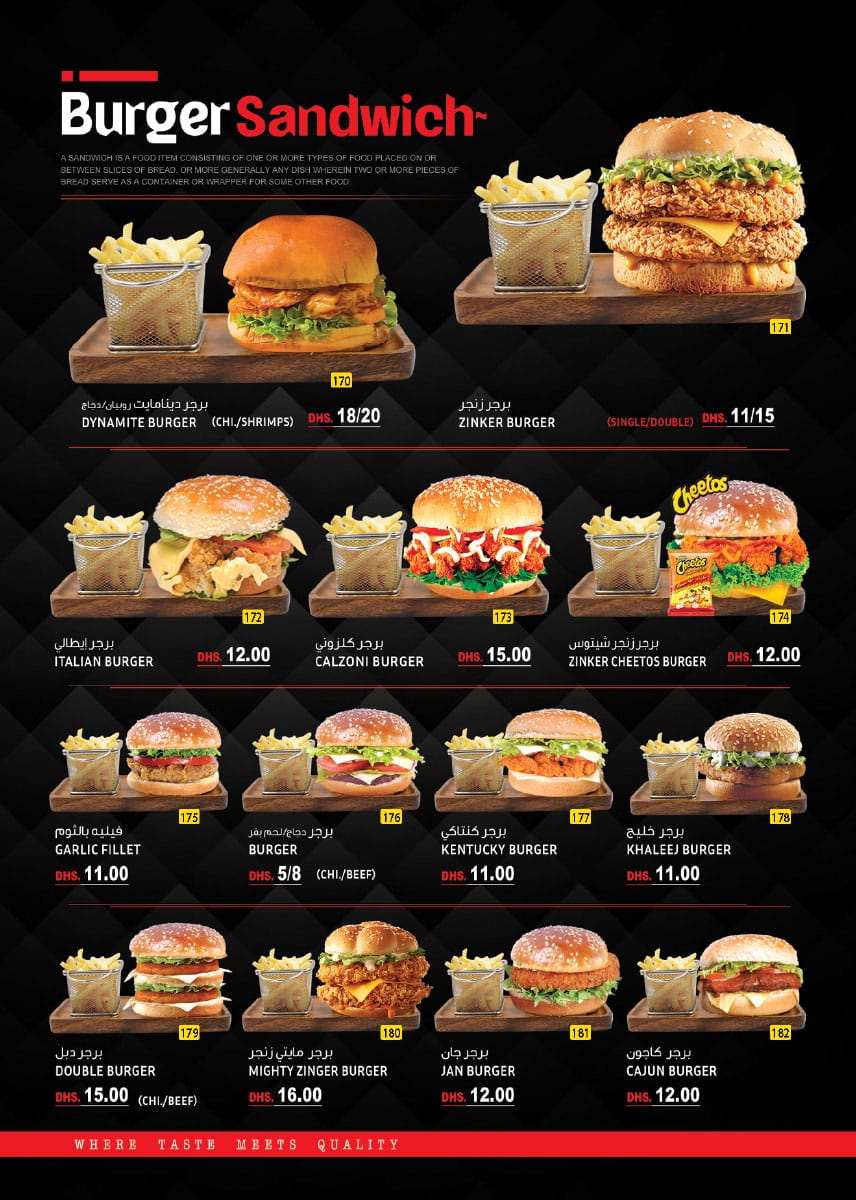 Burger Sandwich~
A SANDWICH IS A FOOD ITEM CONSISTING OF ONE OR MORE TYPES OF FOOD PLACED ON OR
BETWEEN SLICES OF BREAD, OR MORE GENERALLY ANY DISH WHEREIN TWO OR MORE PIECES OF
BREAD SERVE AS A CONTAINER OR WRAPPER FOR SOME OTHER FOOD.
170
برجر دينامايت روبيان/دجاج
DYNAMITE BURGER (CHI./SHRIMPS) DHS. 18/20
171
برجر زنجر
ZINKER BURGER (SINGLE/DOUBLE) DHS. 11/15
172
برجر إيطالي
ITALIAN BURGER DHS. 12.00
173
برجر كلزوني
CALZONI BURGER DHS. 15.00
Cheetos
Cheetos
174
برجر زنجر شيتوس
ZINKER CHEETOS BURGER DHS. 12.00
175
فيليه بالثوم
GARLIC FILLET
DHS. 11.00
176
برجر دجاج/لحم بقر
BURGER
DHS. 5/8 (CHI./BEEF)
177
برجر كنتاكي
KENTUCKY BURGER
DHS. 11.00
178
برجر خليج
KHALEEJ BURGER
DHS. 11.00
179
برجر دبل
DOUBLE BURGER
DHS. 15.00 (CHI./BEEF)
180
برجر مايتي زنجر
MIGHTY ZINGER BURGER
DHS. 16.00
181
برجر جان
JAN BURGER
DHS. 12.00
182
برجر كاجون
CAJUN BURGER
DHS. 12.00
WHERE TASTE MEETS QUALITY